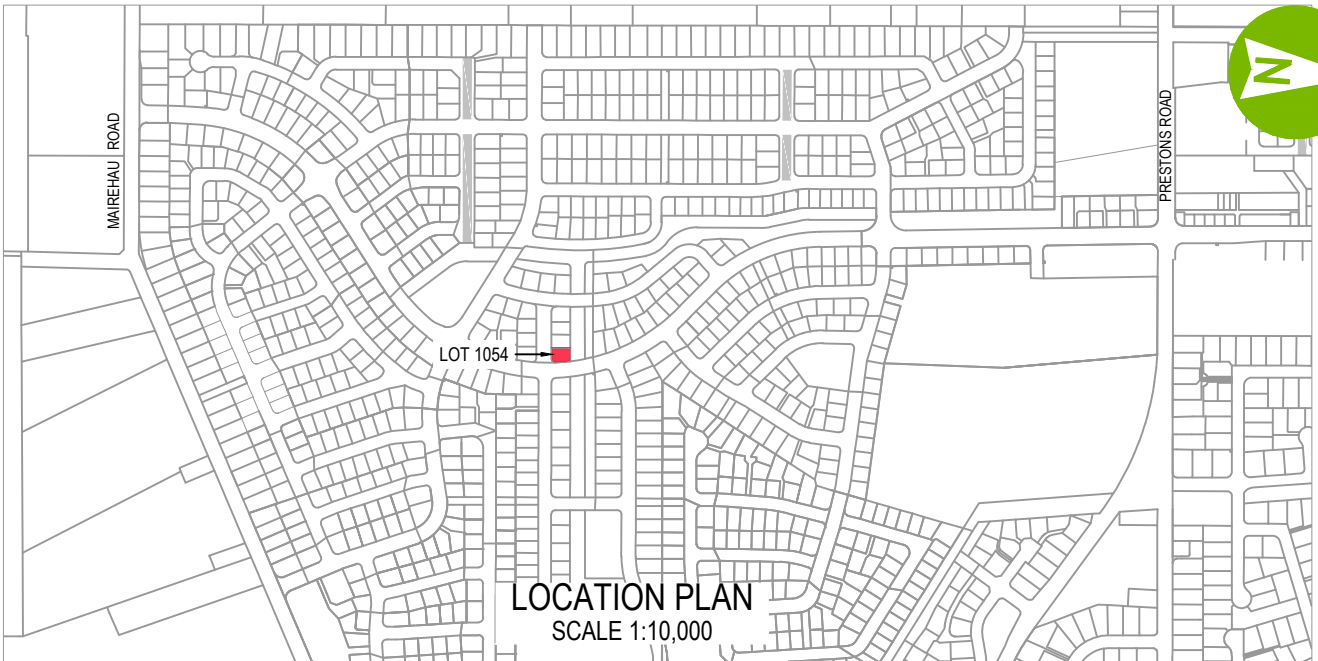 N
MAIREHAU ROAD
PRESTONS ROAD
LOT 1054
LOCATION PLAN
SCALE 1:10,000